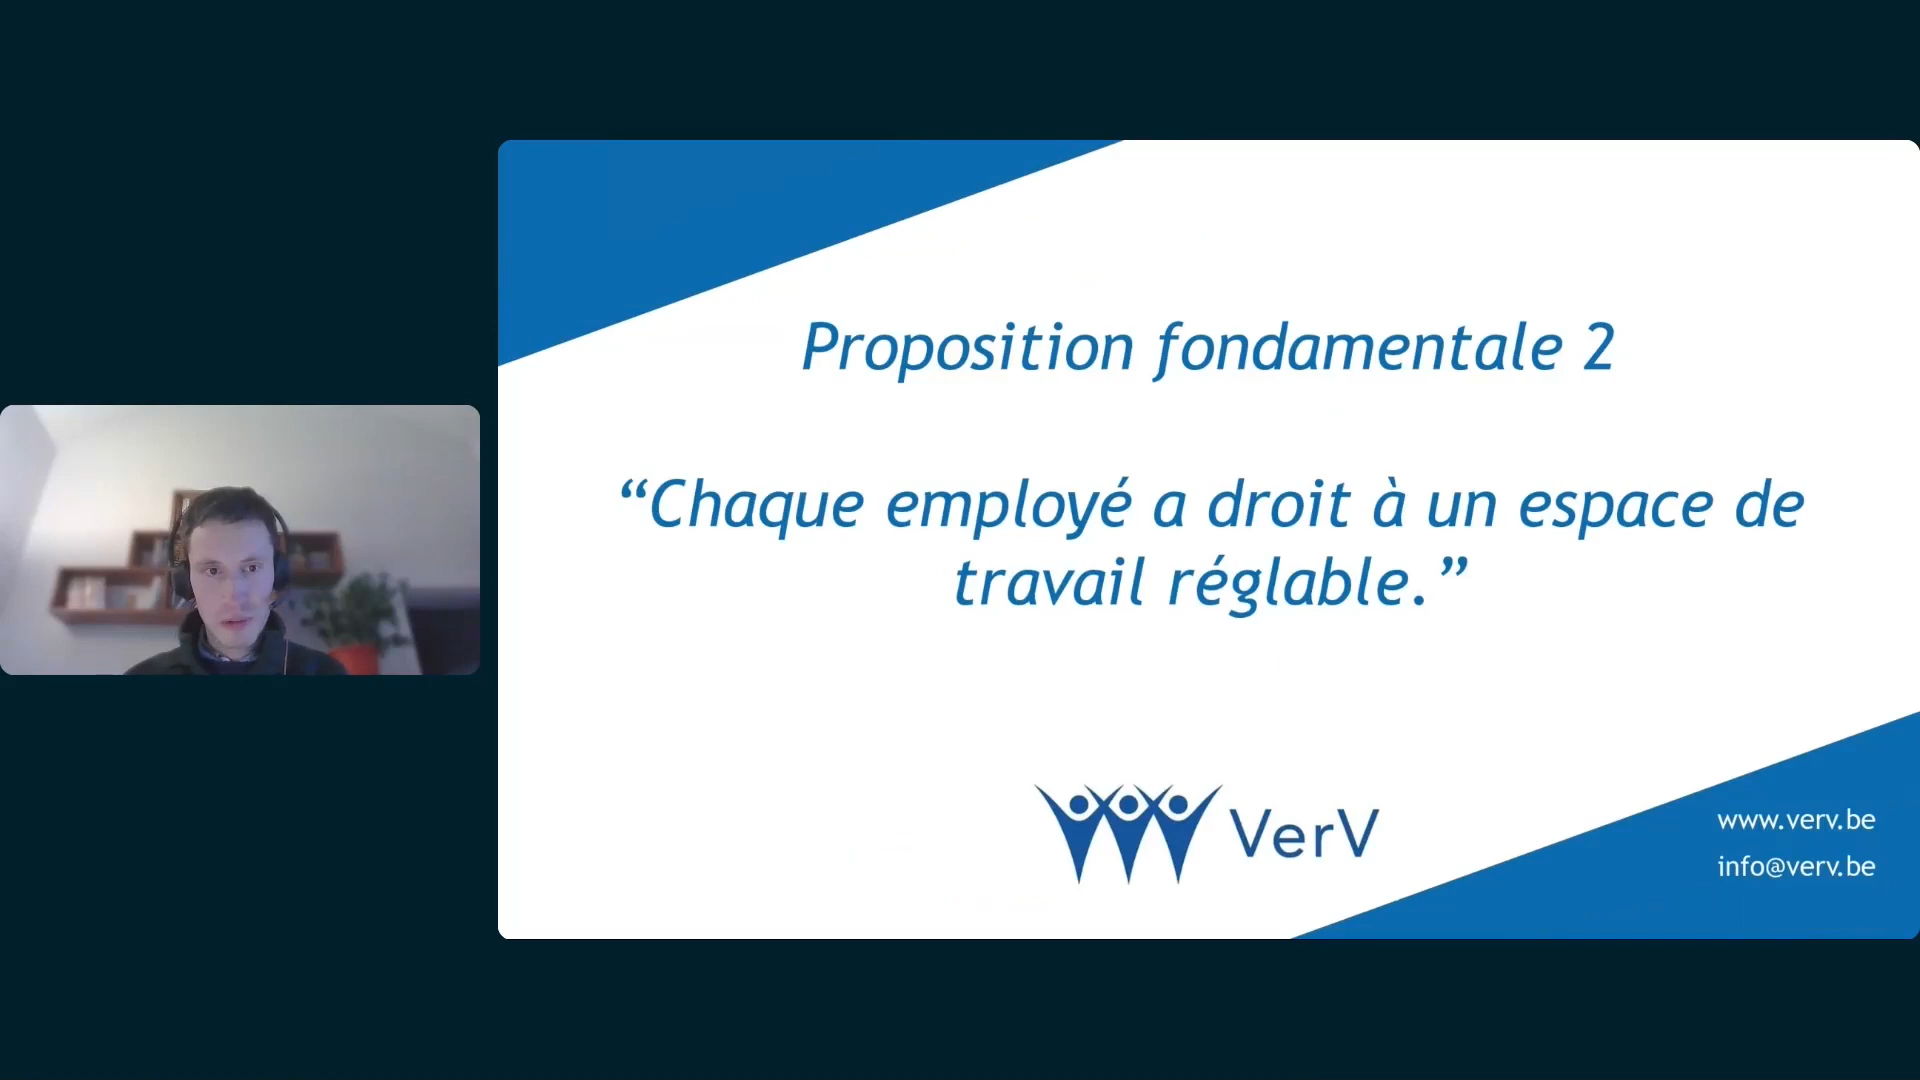 Proposition fondamentale 2
“Chaque employé a droit à un espace de
travail réglable.”
VerV
www.verv.be
info@verv.be